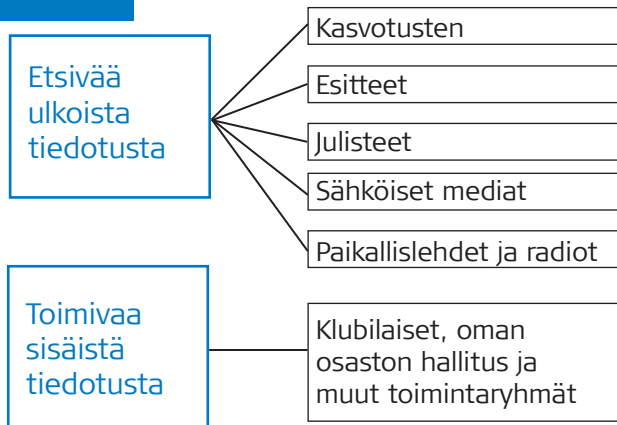 Etsivää
ulkoista
tiedotusta
Kasvotusten
Esitteet
Julisteet
Sähköiset mediat
Paikallislehdet ja radiot
Toimivaa
sisäistä
tiedotusta
Klubilaiset, oman
osaston hallitus ja
muut toimintaryhmät